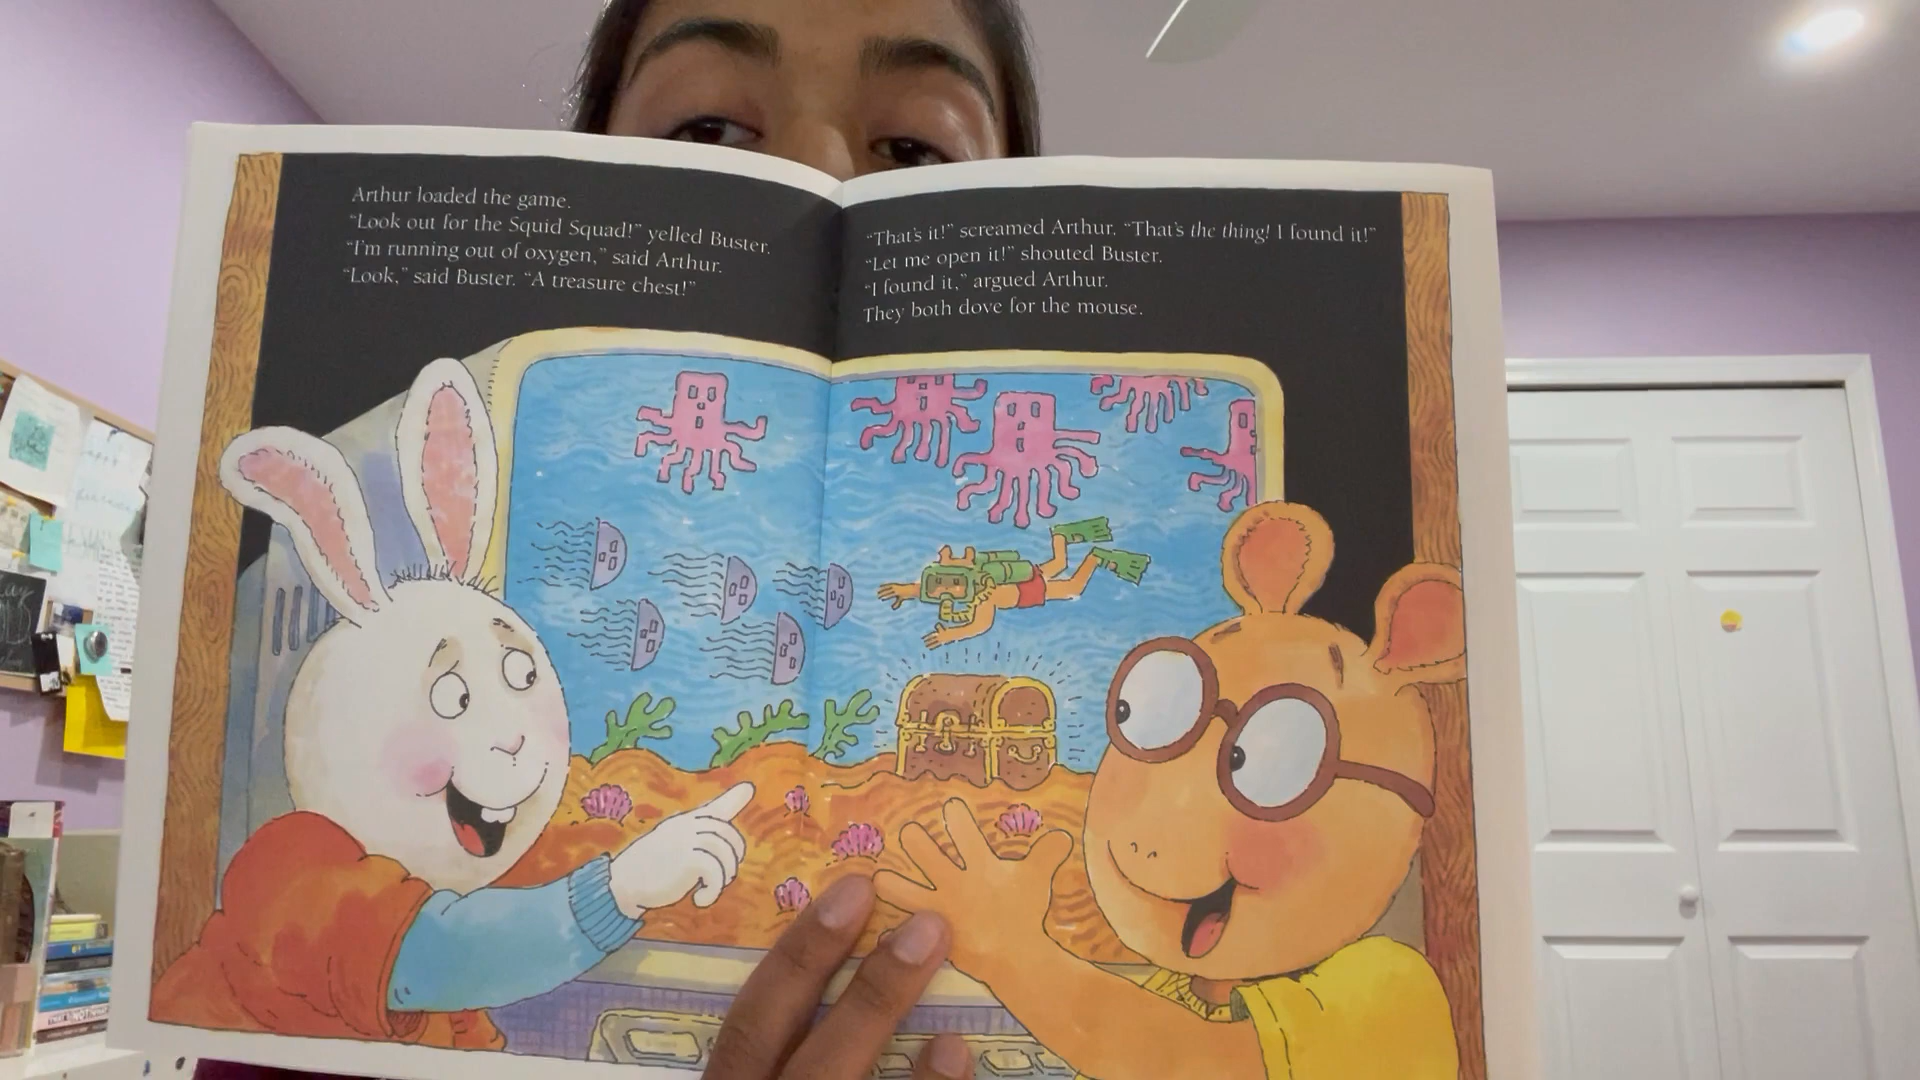 Arthur loaded the game.
“Look out for the Squid Squad!” yelled Buster.
“I’m running out of oxygen,” said Arthur.
“Look,” said Buster. “A treasure chest!”
“That’s it!” screamed Arthur. “That’s the thing! I found it!”
“Let me open it!” shouted Buster.
“I found it,” argued Arthur.
They both dove for the mouse.